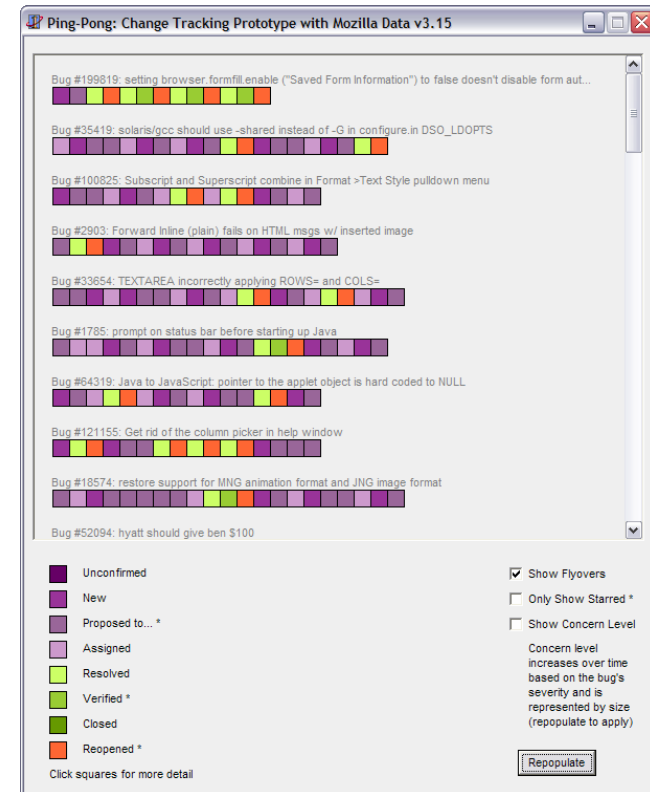 Ping-Pong: Change Tracking Prototype with Mozilla Data v3.15
Bug #199819: setting browser.formfill.enable ("Saved Form Information") to false doesn't disable form aut...
Bug #35419: solaris/gcc should use -shared instead of -G in configure.in DSO_LDOPTS
Bug #100825: Subscript and Superscript combine in Format >Text Style pulldown menu
Bug #2903: Forward Inline (plain) fails on HTML msgs w/ inserted image
Bug #33654: TEXTAREA incorrectly applying ROWS= and COLS=
Bug #1785: prompt on status bar before starting up Java
Bug #64319: Java to JavaScript: pointer to the applet object is hard coded to NULL
Bug #121155: Get rid of the column picker in help window
Bug #18574: restore support for MNG animation format and JNG image format
Bug #52094: hyatt should give ben $100
Unconfirmed
New
Proposed to... *
Assigned
Resolved
Verified *
Closed
Reopened *
Click squares for more detail
Show Flyovers
Only Show Starred *
Show Concern Level
Concern level
increases over time
based on the bug's
severity and is
represented by size
(repopulate to apply)
Repopulate